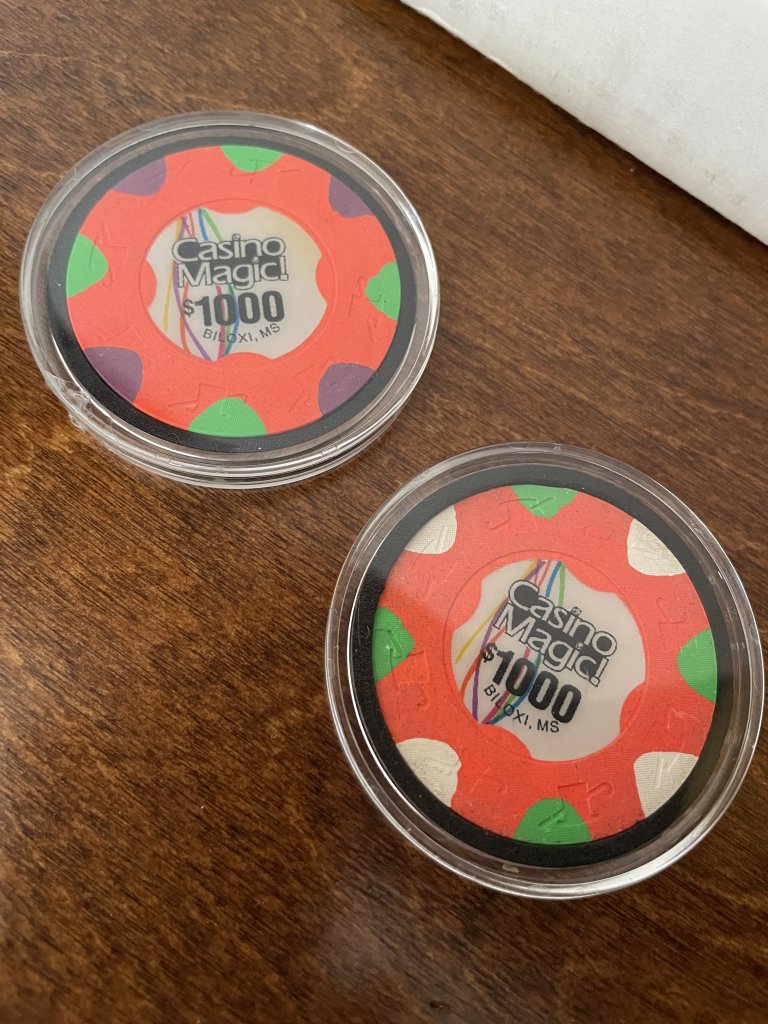 Casino
Magic!
$1000
BILOXI, MS
Casino
Magic!
$1000
BILOXI, MS